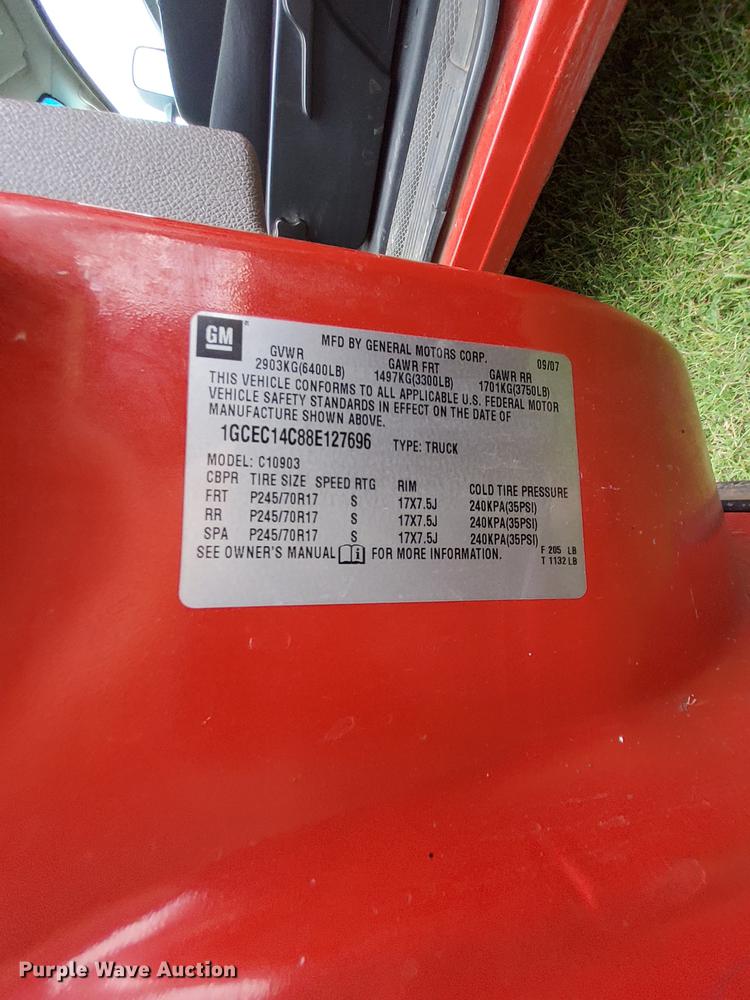 GM
MFD BY GENERAL MOTORS CORP. 09/07
GVWR GAWR FRT GAWR RR
2903KG(6400LB) 1497KG(3300LB) 1701KG(3750LB)
THIS VEHICLE CONFORMS TO ALL APPLICABLE U.S. FEDERAL MOTOR
VEHICLE SAFETY STANDARDS IN EFFECT ON THE DATE OF
MANUFACTURE SHOWN ABOVE.
1GCEC14C88E127696 TYPE: TRUCK
MODEL: C10903
CBPR TIRE SIZE SPEED RTG RIM COLD TIRE PRESSURE
FRT P245/70R17 S 17X7.5J 240KPA(35PSI)
RR P245/70R17 S 17X7.5J 240KPA(35PSI)
SPA P245/70R17 S 17X7.5J 240KPA(35PSI)
SEE OWNER'S MANUAL i FOR MORE INFORMATION. F 205 LB
T 1132 LB
Purple Wave Auction